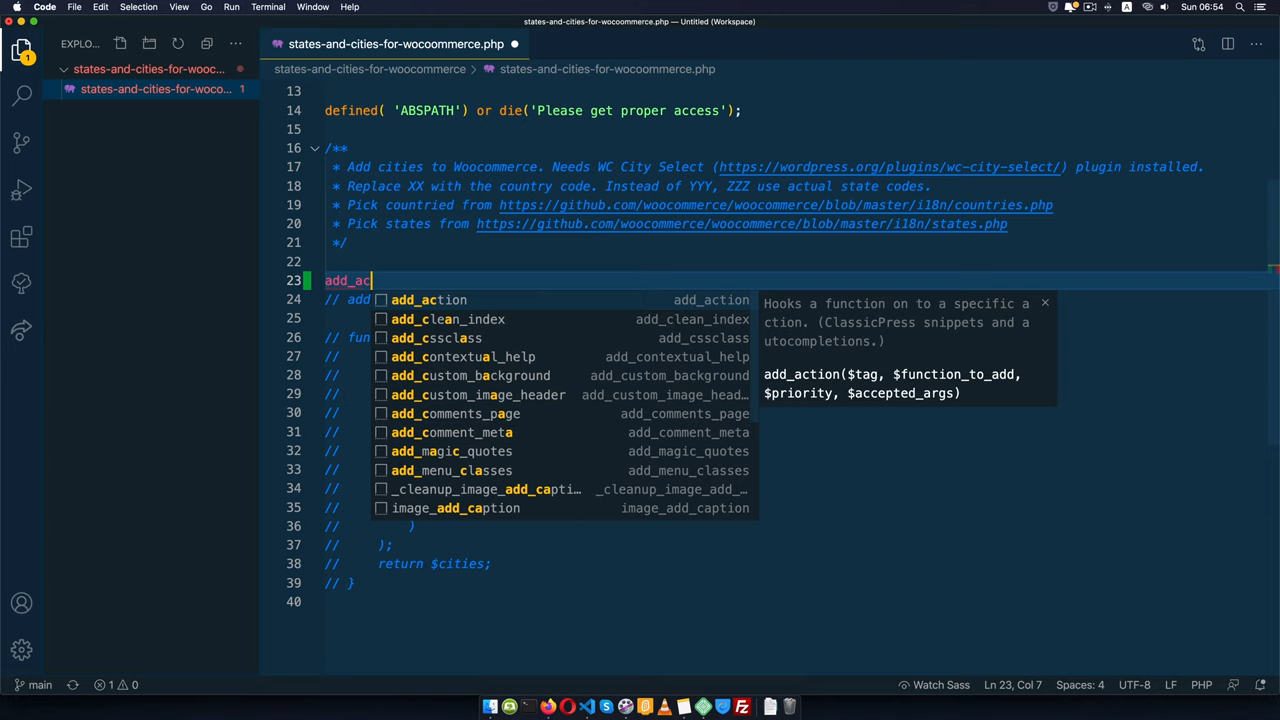 Code File Edit Selection View Go Run Terminal Window Help A Sun 06:54
states-and-cities-for-wocoommerce.php — Untitled (Workspace)
EXPLO... ...
states-and-cities-for-wocoommerce.php
states-and-cities-for-wooc...
states-and-cities-for-woocommerce > states-and-cities-for-wocoommerce.php
1
states-and-cities-for-woco... 1
13
14 defined( 'ABSPATH') or die('Please get proper access');
15
16 /**
17 * Add cities to Woocommerce. Needs WC City Select (https://wordpress.org/plugins/wc-city-select/) plugin installed.
18 * Replace XX with the country code. Instead of YYY, ZZZ use actual state codes.
19 * Pick countried from https://github.com/woocommerce/woocommerce/blob/master/i18n/countries.php
20 * Pick states from https://github.com/woocommerce/woocommerce/blob/master/i18n/states.php
21 */
22
23 add_ac
24 // add
25
26 // fun
27 //
28 //
29 //
30 //
31 //
32 //
33 //
34 //
35 //
36 // )
37 // );
38 // return $cities;
39 // }
40
add_action add_action
add_clean_index add_clean_index
add_cssclass add_cssclass
add_contextual_help add_contextual_help
add_custom_background add_custom_background
add_custom_image_header add_custom_image_head...
add_comments_page add_comments_page
add_comment_meta add_comment_meta
add_magic_quotes add_magic_quotes
add_menu_classes add_menu_classes
_cleanup_image_add_capti... _cleanup_image_add_...
image_add_caption image_add_caption
Hooks a function on to a specific a
ction. (ClassicPress snippets and a
utocompletions.)
add_action($tag, $function_to_add,
$priority, $accepted_args)
main 1 0 Watch Sass Ln 23, Col 7 Spaces: 4 UTF-8 LF PHP